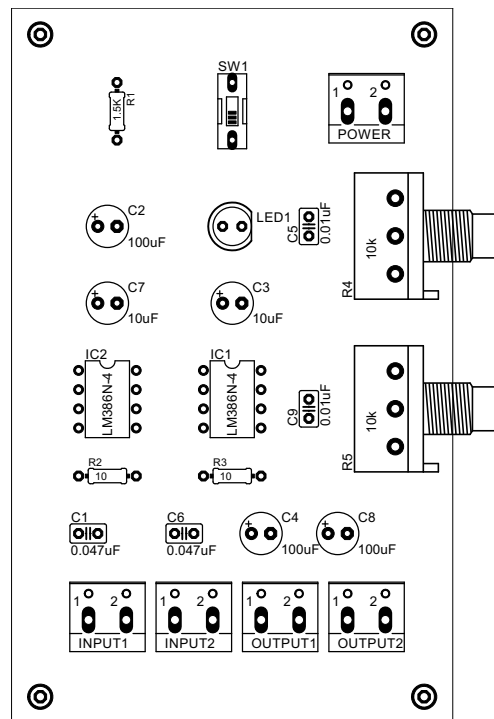 SW1
1.5K
R1
1
2
POWER
+
C2
100uF
LED1
C5
0.01uF
10k
R4
+
C7
10uF
+
C3
10uF
IC2
LM386N-4
IC1
LM386N-4
C9
0.01uF
10k
R5
R2
10
R3
10
C1
0.047uF
C6
0.047uF
+
C4
100uF
+
C8
100uF
1
2
INPUT1
1
2
INPUT2
1
2
OUTPUT1
1
2
OUTPUT2